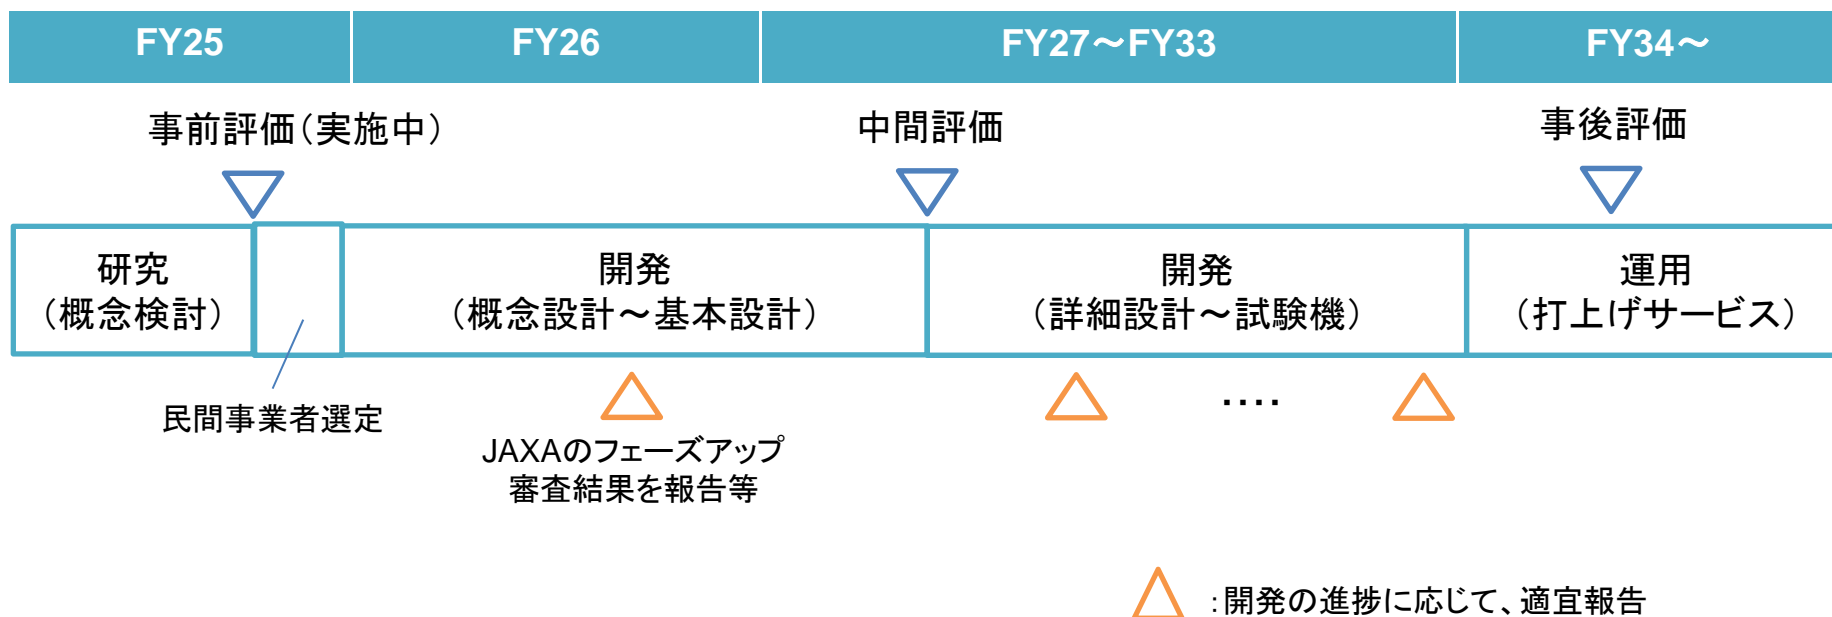 FY25
FY26
FY27～FY33
FY34～
事前評価（実施中）
中間評価
事後評価
研究
（概念検討）
開発
（概念設計～基本設計）
開発
（詳細設計～試験機）
運用
（打上げサービス）
民間事業者選定
JAXAのフェーズアップ
審査結果を報告等
‥‥
：開発の進捗に応じて、適宜報告